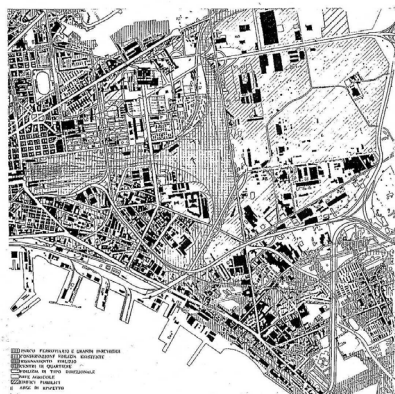 PARCO FERROVIARIO E GRANDI INDUSTRIE
CONSERVAZIONE EDILIZIA ESISTENTE
RISANAMENTO EDILIZIO
CENTRI DI QUARTIERE
EDILIZIA DI TIPO DIREZIONALE
AREE AGRICOLE
EDIFICI PUBBLICI
AREE DI RISPETTO